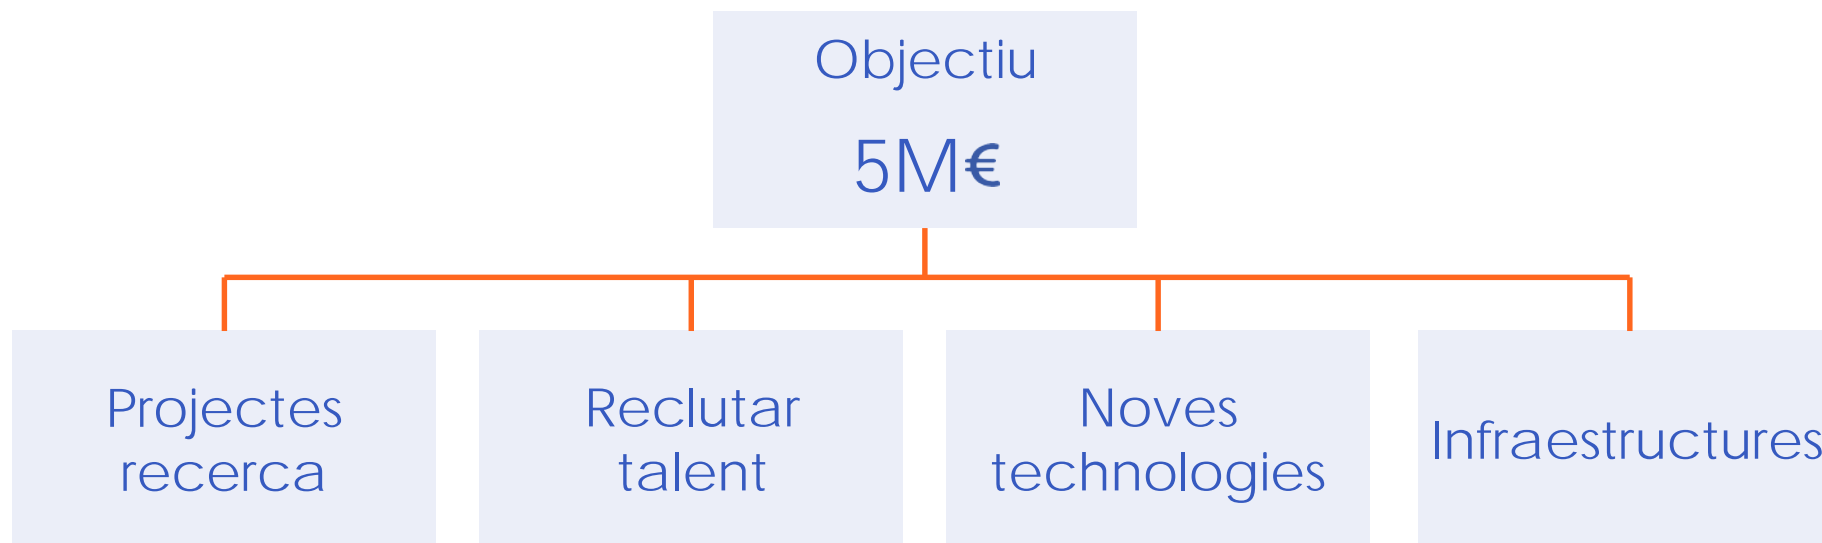 Objectiu
5M€
Projectes
recerca
Reclutar
talent
Noves
technologies
Infraestructures